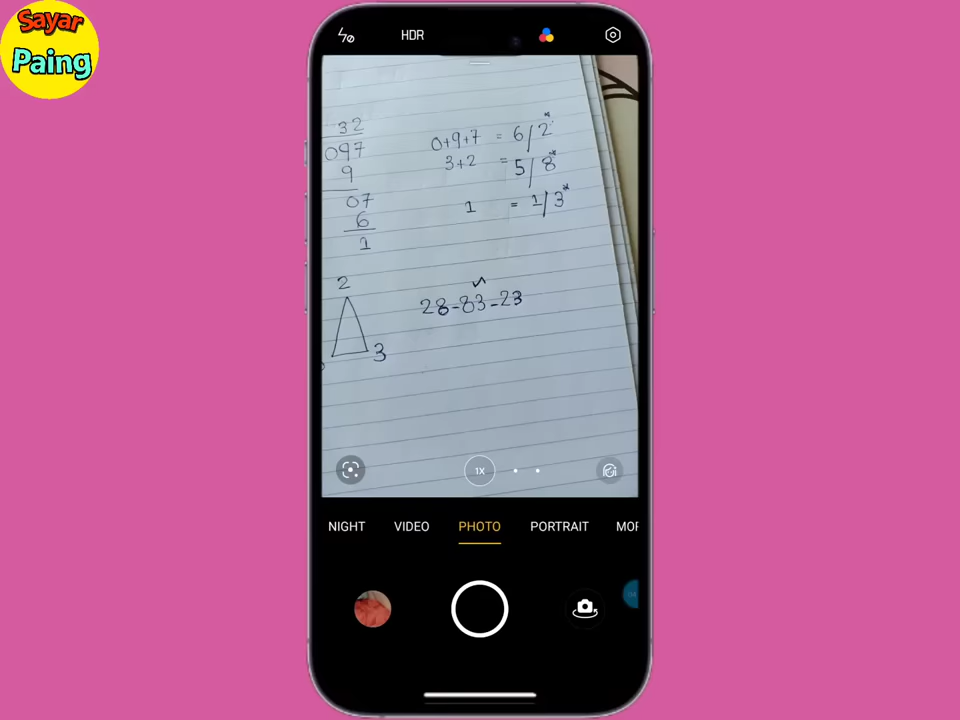 Sayar
Paing
HDR
32
097
9
07
6
1
0+9+7 = 6/2*
3+2 = 5/8*
1 = 1/3*
2
3
28-83-23
1X
NIGHT VIDEO PHOTO PORTRAIT MOR